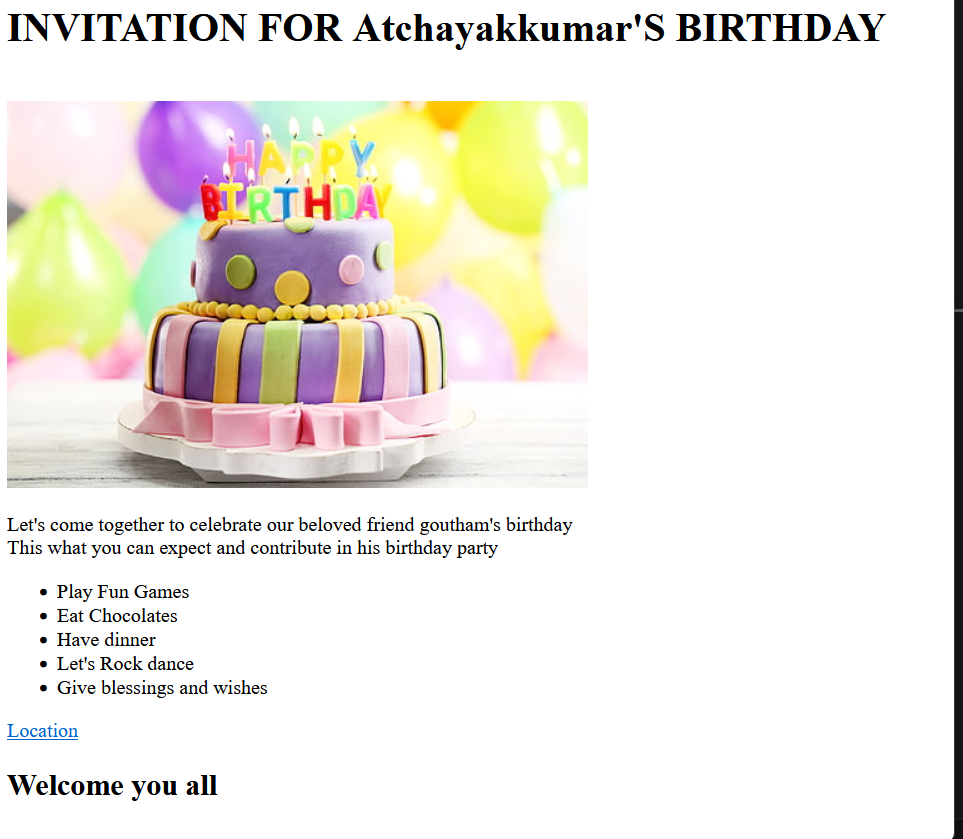 INVITATION FOR Atchayakkumar'S BIRTHDAY
HAPPY
BIRTHDAY
Let's come together to celebrate our beloved friend goutham's birthday
This what you can expect and contribute in his birthday party
Play Fun Games
Eat Chocolates
Have dinner
Let's Rock dance
Give blessings and wishes
Location
Welcome you all